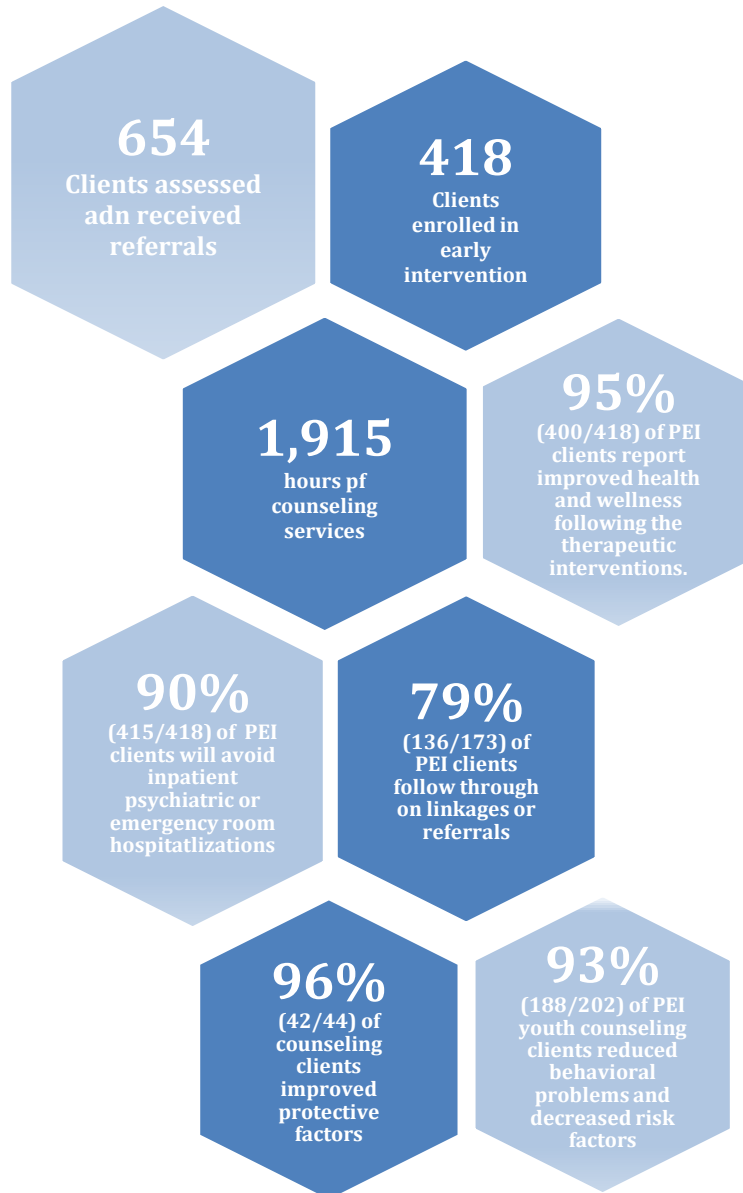 654
Clients assessed
adn received
referrals
418
Clients
enrolled in
early
intervention
1,915
hours pf
counseling
services
95%
(400/418) of PEI
clients report
improved health
and wellness
following the
therapeutic
interventions.
90%
(415/418) of PEI
clients will avoid
inpatient
psychiatric or
emergency room
hospitatlizations
79%
(136/173) of
PEI clients
follow through
on linkages or
referrals
96%
(42/44) of
counseling
clients
improved
protective
factors
93%
(188/202) of PEI
youth counseling
clients reduced
behavioral
problems and
decreased risk
factors